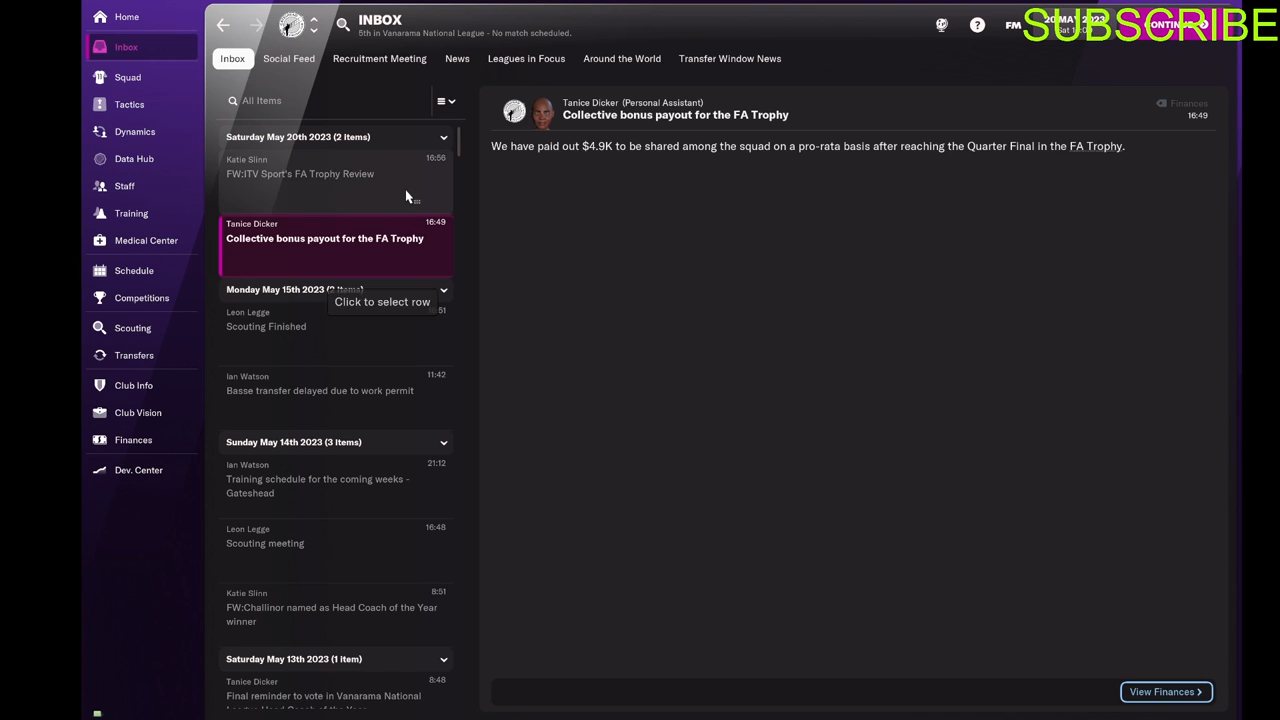 Home
Inbox
Squad
Tactics
Dynamics
Data Hub
Staff
Training
Medical Center
Schedule
Competitions
Scouting
Transfers
Club Info
Club Vision
Finances
Dev. Center
INBOX
5th in Vanarama National League - No match scheduled.
FM
20 MAY 2023
SUBSCRIBE
Inbox
Social Feed
Recruitment Meeting
News
Leagues in Focus
Around the World
Transfer Window News
All Items
Saturday May 20th 2023 (2 Items)
Katie Slinn
16:56
FW:ITV Sport's FA Trophy Review
Tanice Dicker
16:49
Collective bonus payout for the FA Trophy
Monday May 15th 2023
Click to select row
Leon Legge
Scouting Finished
Ian Watson
11:42
Basse transfer delayed due to work permit
Sunday May 14th 2023 (3 Items)
Ian Watson
21:12
Training schedule for the coming weeks -
Gateshead
Leon Legge
16:48
Scouting meeting
Katie Slinn
8:51
FW:Challinor named as Head Coach of the Year
winner
Saturday May 13th 2023 (1 Item)
Tanice Dicker
8:48
Final reminder to vote in Vanarama National
League Head Coach of the Year
Tanice Dicker (Personal Assistant)
Collective bonus payout for the FA Trophy
Finances
16:49
We have paid out $4.9K to be shared among the squad on a pro-rata basis after reaching the Quarter Final in the FA Trophy.
View Finances